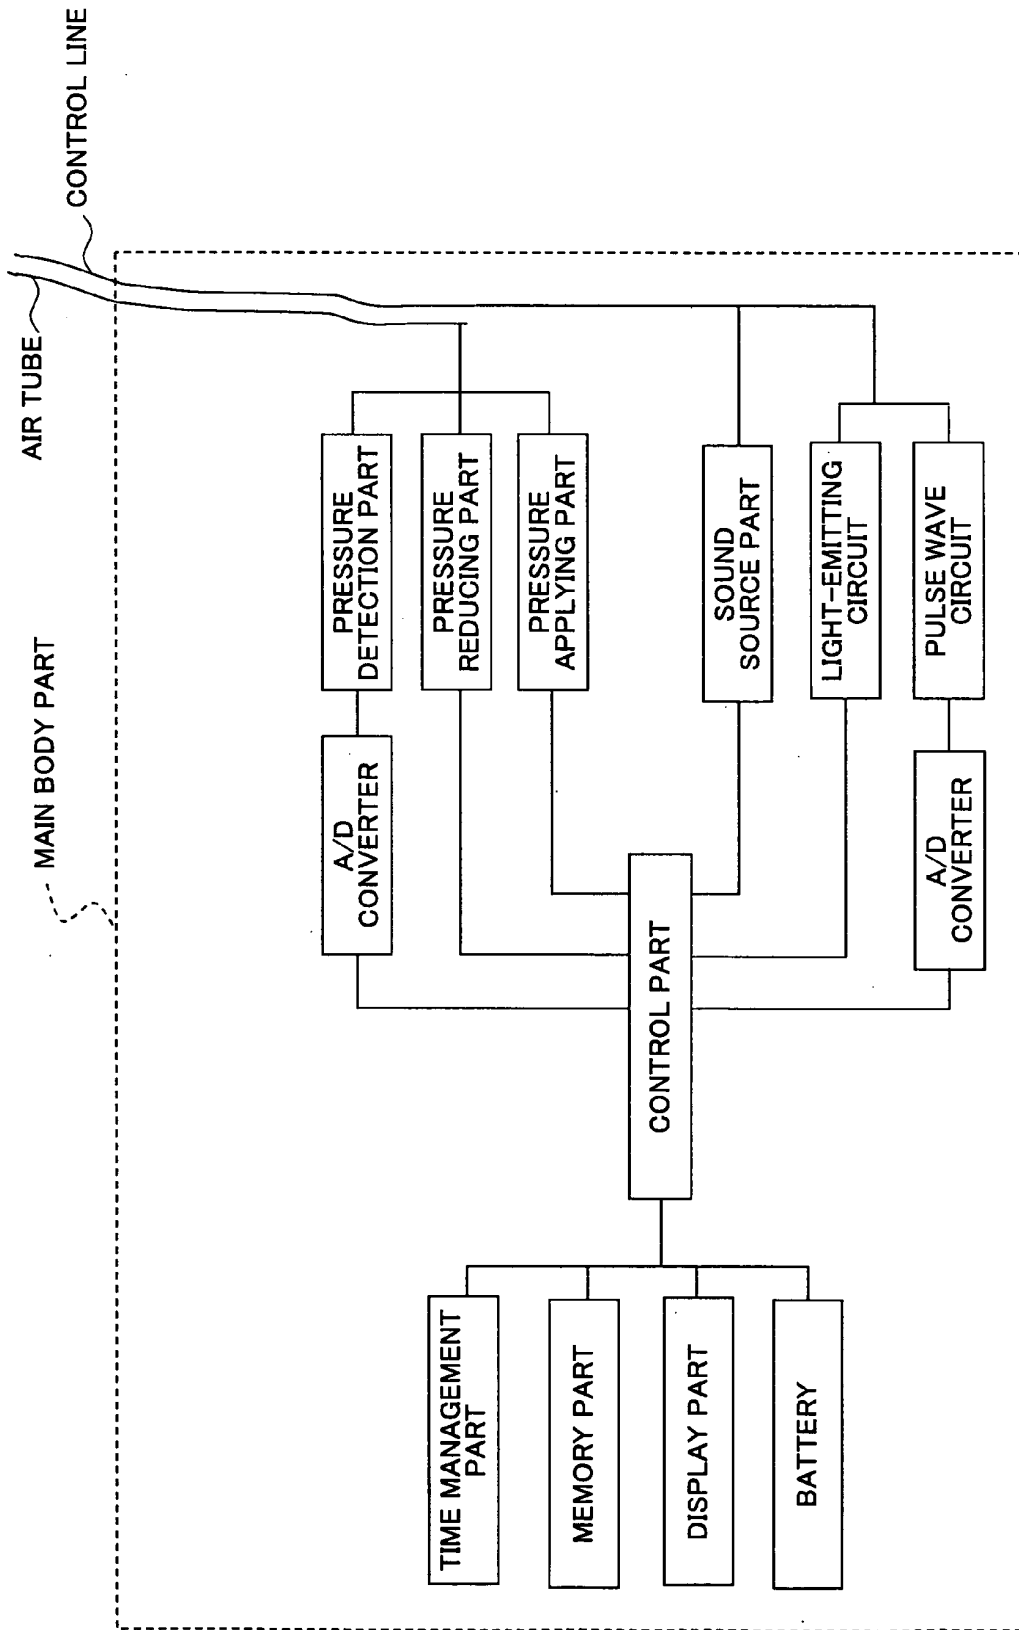 MAIN BODY PART
AIR TUBE
CONTROL LINE
TIME MANAGEMENT
PART
MEMORY PART
DISPLAY PART
BATTERY
CONTROL PART
A/D
CONVERTER
PRESSURE
DETECTION PART
PRESSURE
REDUCING PART
PRESSURE
APPLYING PART
SOUND
SOURCE PART
LIGHT-EMITTING
CIRCUIT
A/D
CONVERTER
PULSE WAVE
CIRCUIT